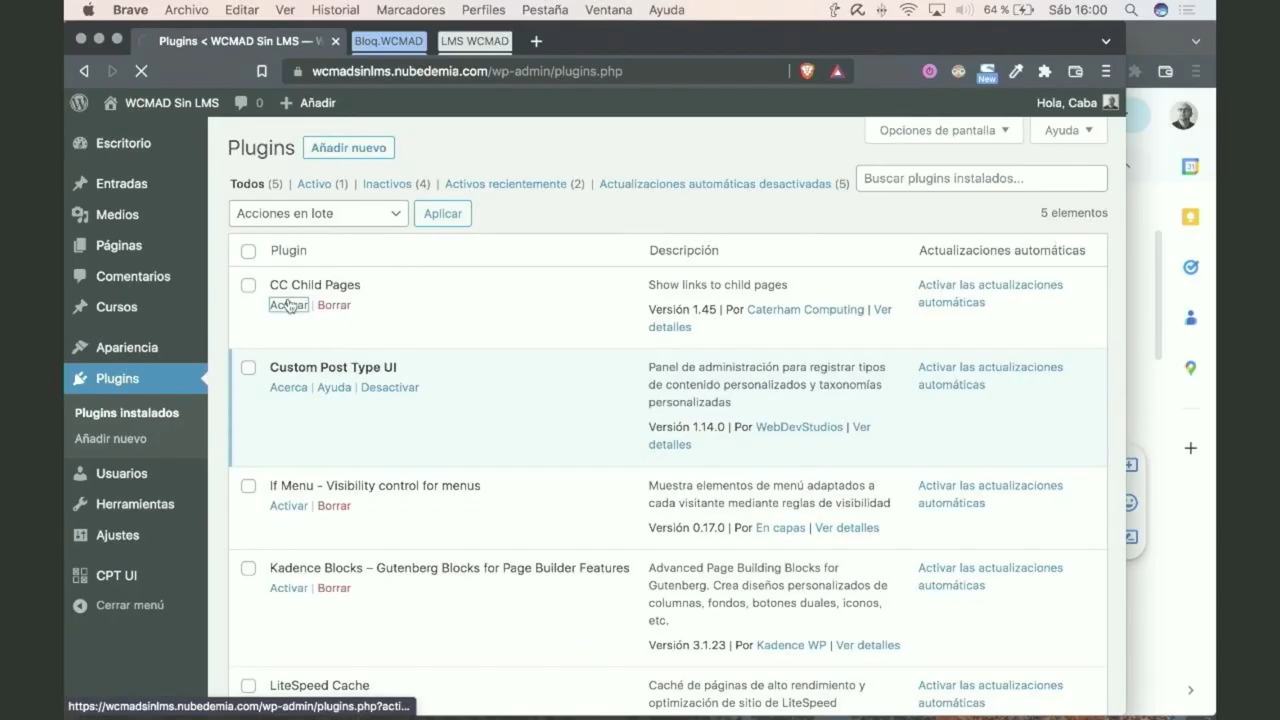 Brave Archivo Editar Ver Historial Marcadores Perfiles Pestaña Ventana Ayuda 64 % Sáb 16:00
Plugins < WCMAD Sin LMS — Bloq.WCMAD LMS WCMAD
wcmadsinlms.nubedemia.com/wp-admin/plugins.php New
WCMAD Sin LMS 0 Añadir Hola, Caba
Escritorio
Entradas
Medios
Páginas
Comentarios
Cursos
Apariencia
Plugins
Plugins instalados
Añadir nuevo
Usuarios
Herramientas
Ajustes
CPT UI
Cerrar menú
Opciones de pantalla Ayuda
Plugins Añadir nuevo
Todos (5) | Activo (1) | Inactivos (4) | Activos recientemente (2) | Actualizaciones automáticas desactivadas (5)
Buscar plugins instalados...
Acciones en lote Aplicar 5 elementos
Plugin Descripción Actualizaciones automáticas
CC Child Pages
Activar | Borrar
Show links to child pages
Versión 1.45 | Por Caterham Computing | Ver
detalles
Activar las actualizaciones
automáticas
Custom Post Type UI
Acerca | Ayuda | Desactivar
Panel de administración para registrar tipos
de contenido personalizados y taxonomías
personalizadas
Versión 1.14.0 | Por WebDevStudios | Ver
detalles
Activar las actualizaciones
automáticas
If Menu - Visibility control for menus
Activar | Borrar
Muestra elementos de menú adaptados a
cada visitante mediante reglas de visibilidad
Versión 0.17.0 | Por En capas | Ver detalles
Activar las actualizaciones
automáticas
Kadence Blocks – Gutenberg Blocks for Page Builder Features
Activar | Borrar
Advanced Page Building Blocks for
Gutenberg. Crea diseños personalizados de
columnas, fondos, botones duales, iconos,
etc.
Versión 3.1.23 | Por Kadence WP | Ver detalles
Activar las actualizaciones
automáticas
LiteSpeed Cache
Caché de páginas de alto rendimiento y
optimización de sitio de LiteSpeed
Activar las actualizaciones
automáticas
https://wcmadsinlms.nubedemia.com/wp-admin/plugins.php?acti...